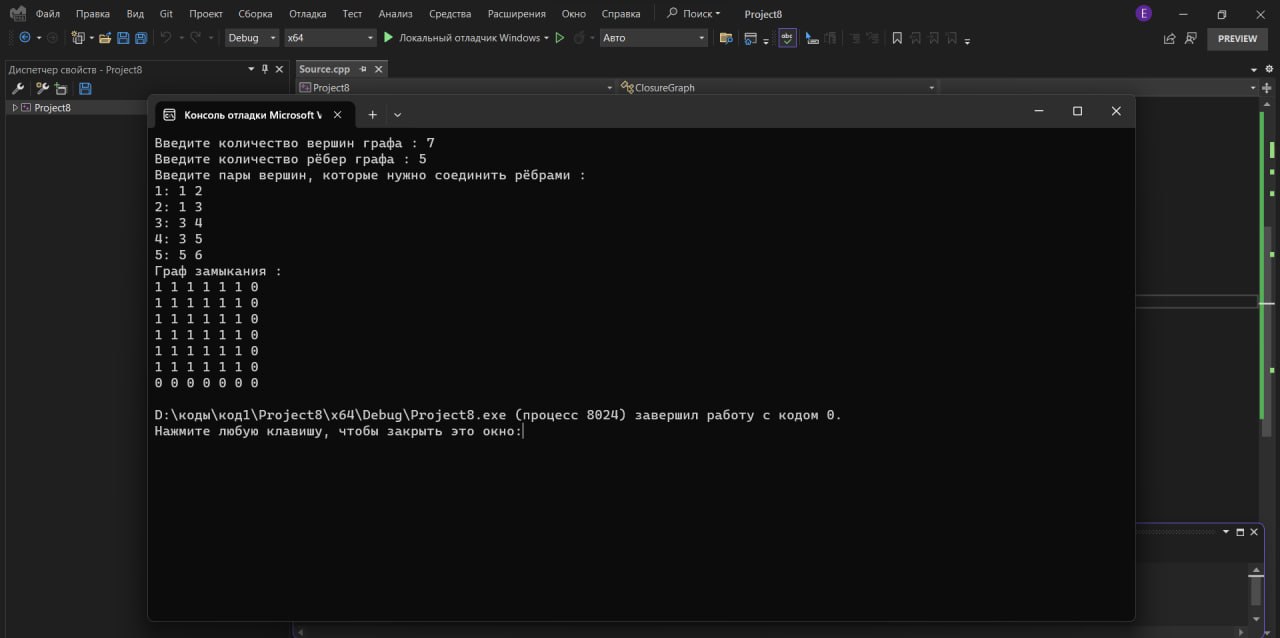 Файл Правка Вид Git Проект Сборка Отладка Тест Анализ Средства Расширения Окно Справка Поиск Project8 E
Debug x64 Локальный отладчик Windows Авто abc PREVIEW
Диспетчер свойств - Project8
Source.cpp
Project8 ClosureGraph
Project8
Консоль отладки Microsoft V
Введите количество вершин графа : 7
Введите количество рёбер графа : 5
Введите пары вершин, которые нужно соединить рёбрами :
1: 1 2
2: 1 3
3: 3 4
4: 3 5
5: 5 6
Граф замыкания :
1 1 1 1 1 1 0
1 1 1 1 1 1 0
1 1 1 1 1 1 0
1 1 1 1 1 1 0
1 1 1 1 1 1 0
1 1 1 1 1 1 0
0 0 0 0 0 0 0
D:\коды\код1\Project8\x64\Debug\Project8.exe (процесс 8024) завершил работу с кодом 0.
Нажмите любую клавишу, чтобы закрыть это окно: